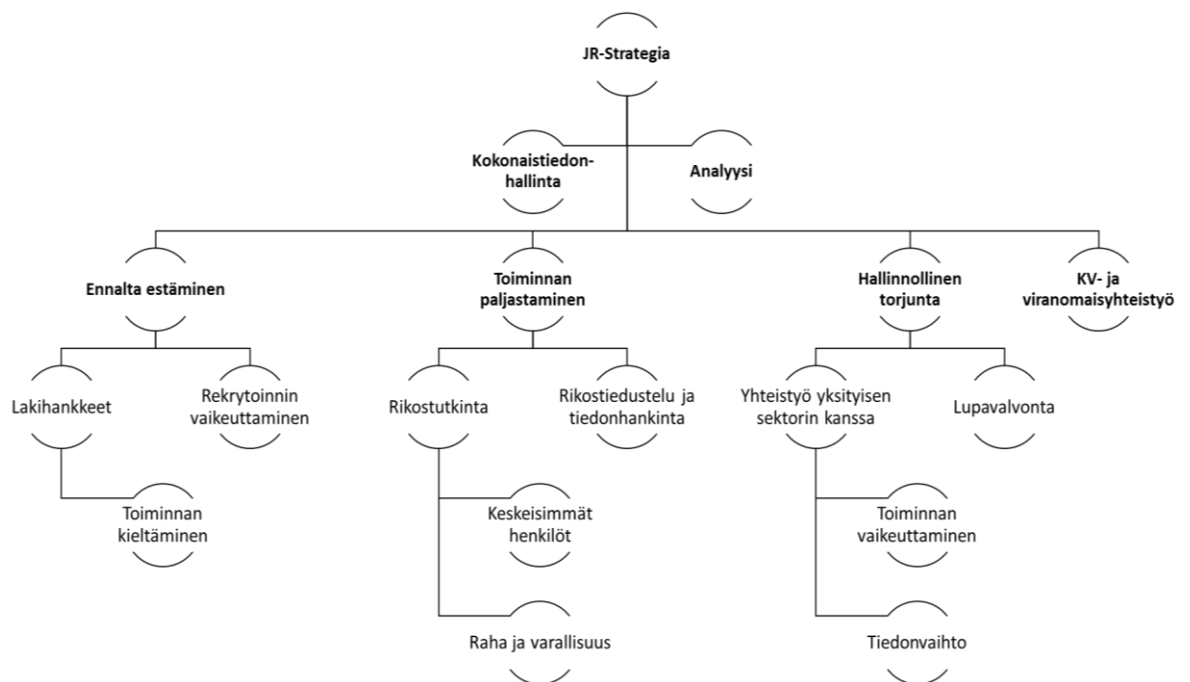 JR-Strategia
Kokonaistiedon-
hallinta
Analyysi
Ennalta estäminen
Toiminnan
paljastaminen
Hallinnollinen
torjunta
KV- ja
viranomaisyhteistyö
Lakihankkeet
Rekrytoinnin
vaikeuttaminen
Rikostutkinta
Rikostiedustelu ja
tiedonhankinta
Yhteistyö yksityisen
sektorin kanssa
Lupavalvonta
Toiminnan
kieltäminen
Keskeisimmät
henkilöt
Toiminnan
vaikeuttaminen
Raha ja varallisuus
Tiedonvaihto